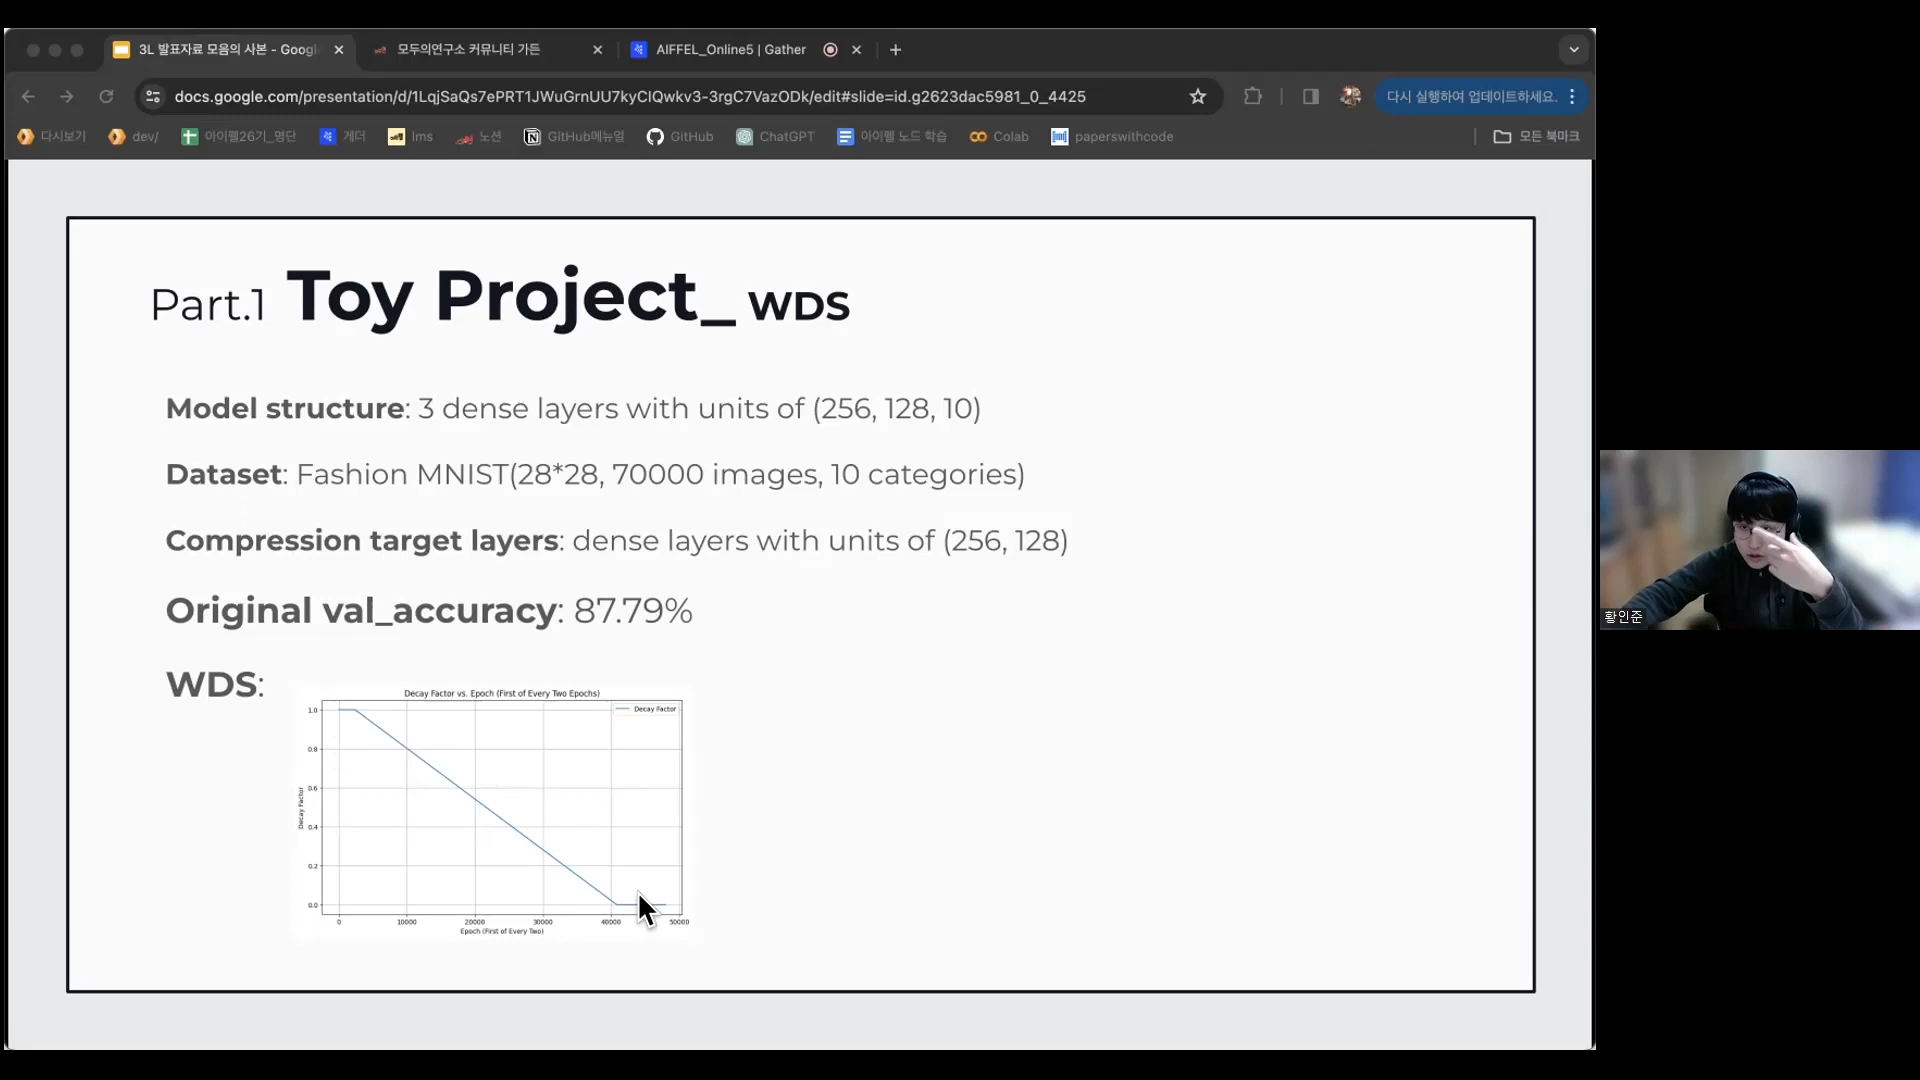 3L 발표자료 모음의 사본 - Googl
모두의연구소 커뮤니티 가든
AIFFEL_Online5 | Gather
docs.google.com/presentation/d/1LqjSaQs7ePRT1JWuGrnUU7kyCIQwkv3-3rgC7VazODk/edit#slide=id.g2623dac5981_0_4425
다시 실행하여 업데이트하세요.
다시보기 dev/ 아이펠26기_명단 게더 lms 노션 GitHub메뉴얼 GitHub ChatGPT 아이펠 노드 학습 Colab paperswithcode 모든 북마크
Part.1 Toy Project_ WDS
Model structure: 3 dense layers with units of (256, 128, 10)
Dataset: Fashion MNIST(28*28, 70000 images, 10 categories)
Compression target layers: dense layers with units of (256, 128)
Original val_accuracy: 87.79%
WDS:
Decay Factor vs. Epoch (First of Every Two Epochs)
Decay Factor
1.0
0.8
0.6
0.4
0.2
0.0
Decay Factor
0 10000 20000 30000 40000 50000
Epoch (First of Every Two)
황인준